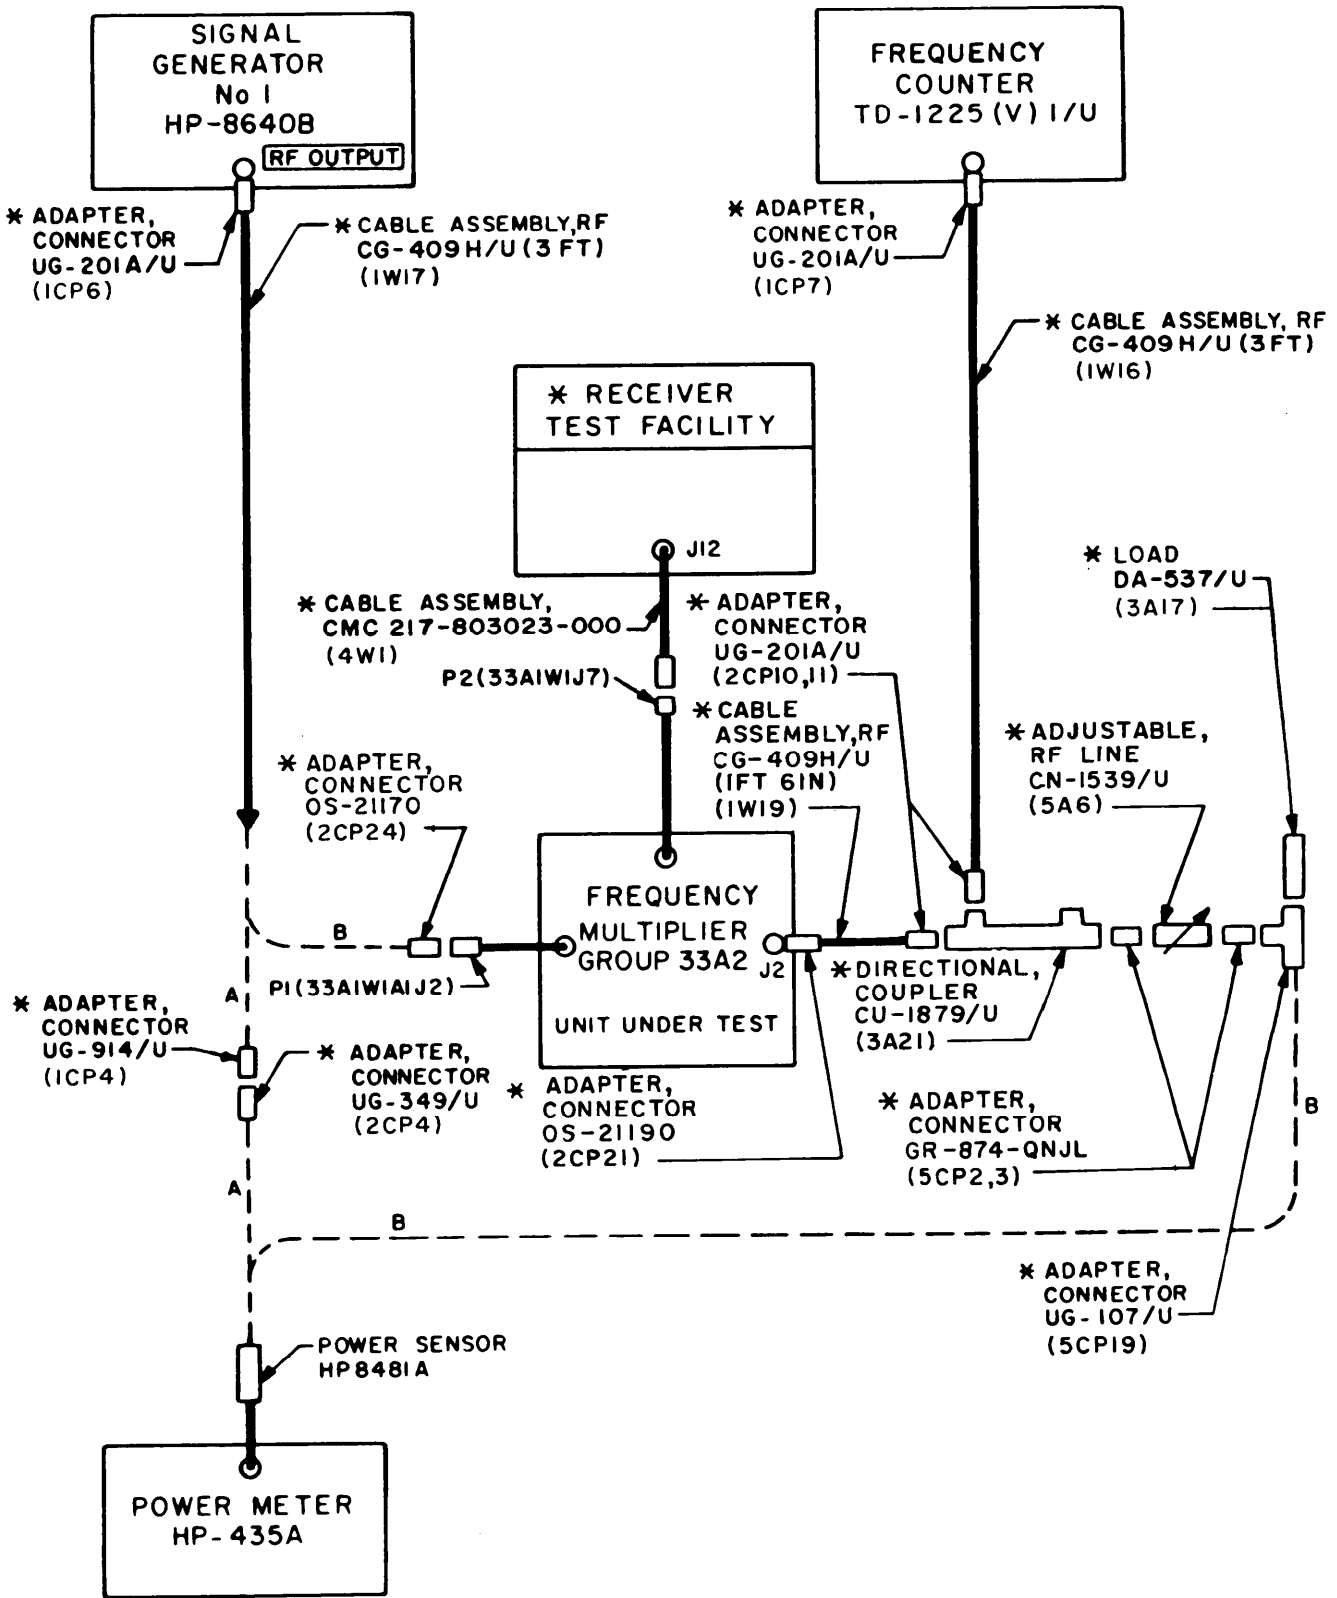 SIGNAL
GENERATOR
No 1
HP-8640B
RF OUTPUT
FREQUENCY
COUNTER
TD-1225 (V) 1/U
* ADAPTER,
CONNECTOR
UG-201A/U
(1CP6)
* CABLE ASSEMBLY, RF
CG-409H/U (3 FT)
(1W17)
* ADAPTER,
CONNECTOR
UG-201A/U
(1CP7)
* CABLE ASSEMBLY, RF
CG-409H/U (3FT)
(1W16)
* RECEIVER
TEST FACILITY
J12
* LOAD
DA-537/U
(3A17)
* CABLE ASSEMBLY,
CMC 217-803023-000
(4W1)
* ADAPTER,
CONNECTOR
UG-201A/U
(2CP10,11)
P2(33A1W1J7)
* CABLE
ASSEMBLY, RF
CG-409H/U
(1FT 6IN)
(1W19)
* ADJUSTABLE,
RF LINE
CN-1539/U
(5A6)
* ADAPTER,
CONNECTOR
OS-21170
(2CP24)
FREQUENCY
MULTIPLIER
GROUP 33A2
J2
UNIT UNDER TEST
B
P1(33A1W1A1J2)
* DIRECTIONAL,
COUPLER
CU-1879/U
(3A21)
A
* ADAPTER,
CONNECTOR
UG-914/U
(1CP4)
* ADAPTER,
CONNECTOR
UG-349/U
(2CP4)
* ADAPTER,
CONNECTOR
OS-21190
(2CP21)
* ADAPTER,
CONNECTOR
GR-874-QNJL
(5CP2,3)
B
A
B
* ADAPTER,
CONNECTOR
UG-107/U
(5CP19)
POWER SENSOR
HP8481A
POWER METER
HP-435A